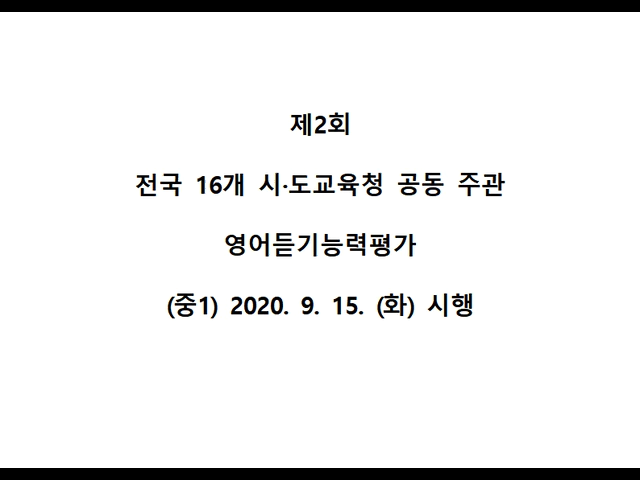 제2회
전국 16개 시·도교육청 공동 주관
영어듣기능력평가
(중1) 2020. 9. 15. (화) 시행